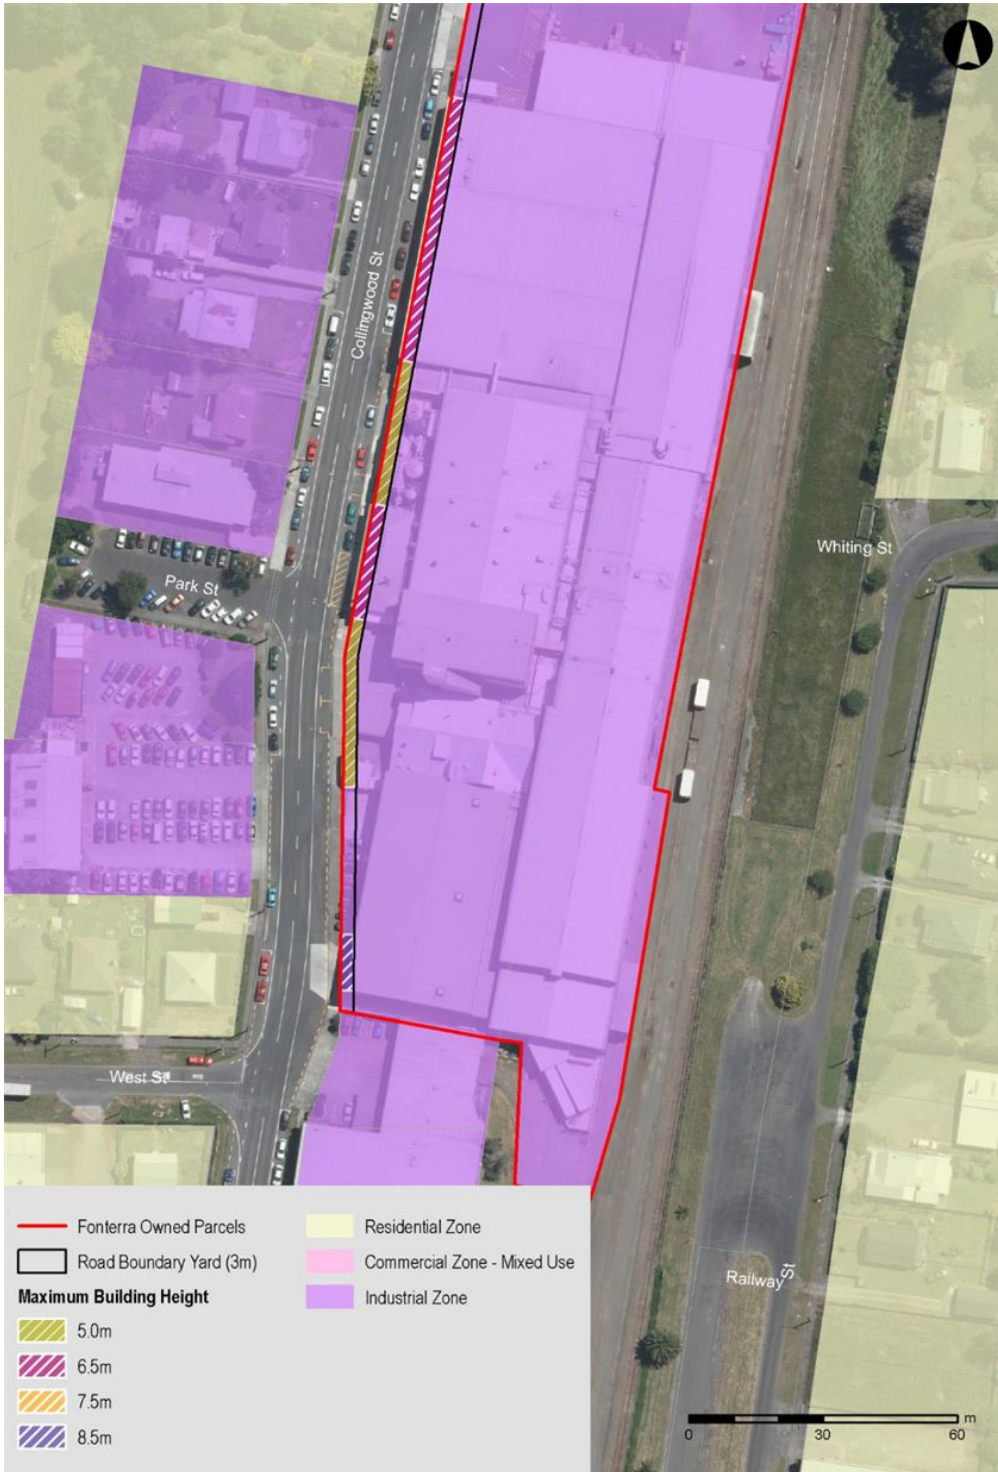 Collingwood St
Park St
Whiting St
West St
Railway St
Fonterra Owned Parcels
Road Boundary Yard (3m)
Maximum Building Height
5.0m
6.5m
7.5m
8.5m
Residential Zone
Commercial Zone - Mixed Use
Industrial Zone
m
0 30 60